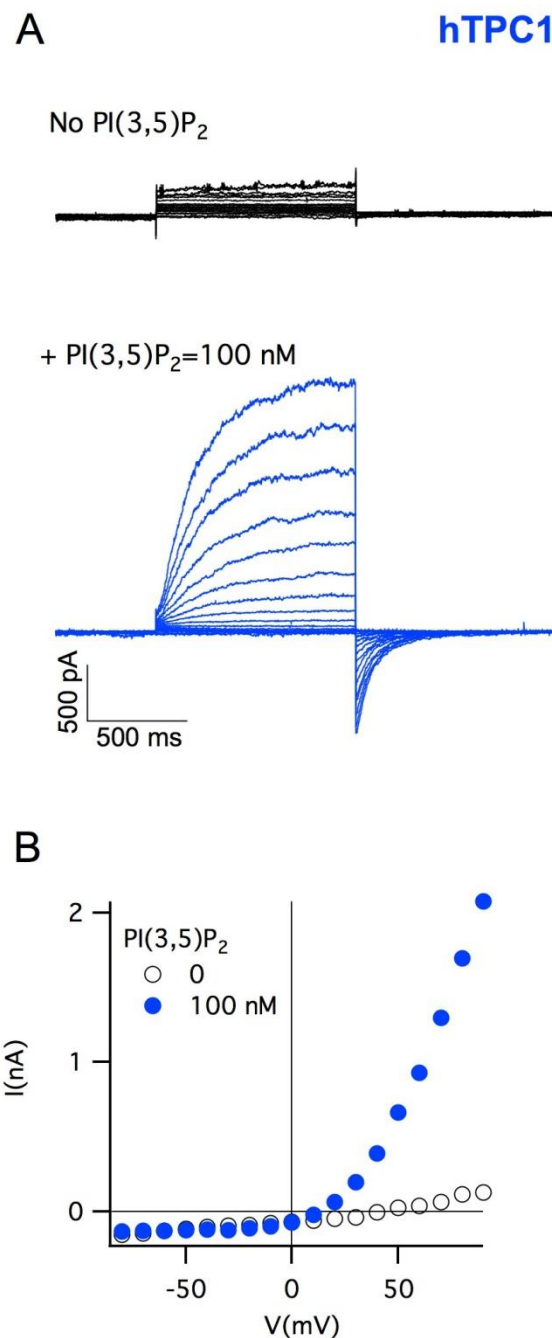 A
hTPC1
No PI(3,5)P₂
+ PI(3,5)P₂=100 nM
500 pA
500 ms
B
2
PI(3,5)P₂
0
100 nM
1
I(nA)
0
-50 0 50
V(mV)